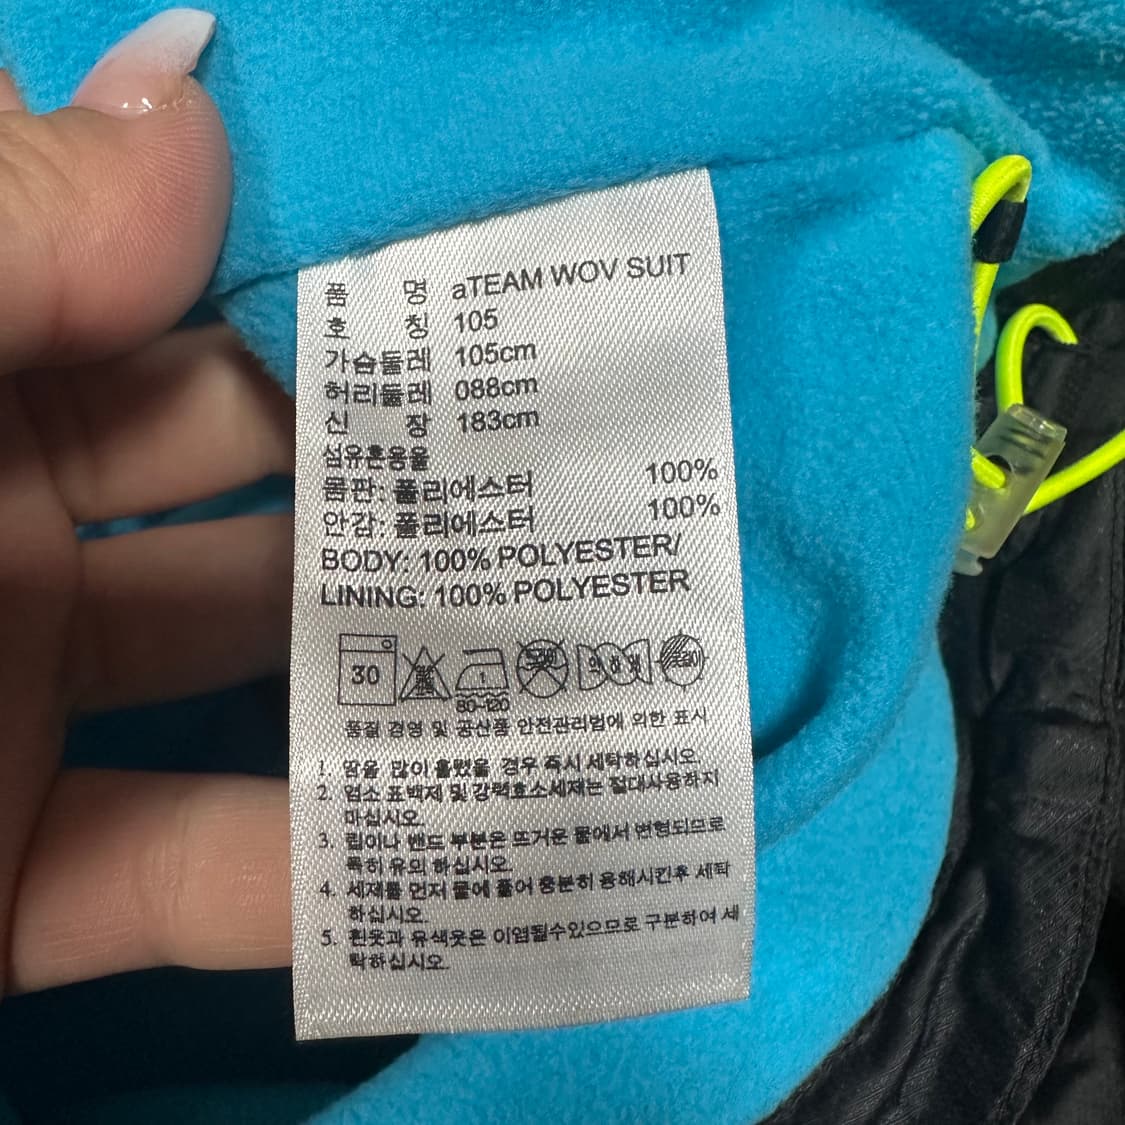 품 명 aTEAM WOV SUIT
호 칭 105
가슴둘레 105cm
허리둘레 088cm
신 장 183cm
섬유혼용율
몸판: 폴리에스터 100%
안감: 폴리에스터 100%
BODY: 100% POLYESTER/
LINING: 100% POLYESTER
30
80~120
품질 경영 및 공산품 안전관리법에 의한 표시
1. 땀을 많이 흘렸을 경우 즉시 세탁하십시오.
2. 염소 표백제 및 강력효소세제는 절대사용하지
마십시오.
3. 립이나 밴드 부분은 뜨거운 물에서 변형되므로
특히 유의 하십시오.
4. 세제를 먼저 물에 풀어 충분히 용해시킨후 세탁
하십시오.
5. 흰옷과 유색옷은 이염될수있으므로 구분하여 세
탁하십시오.